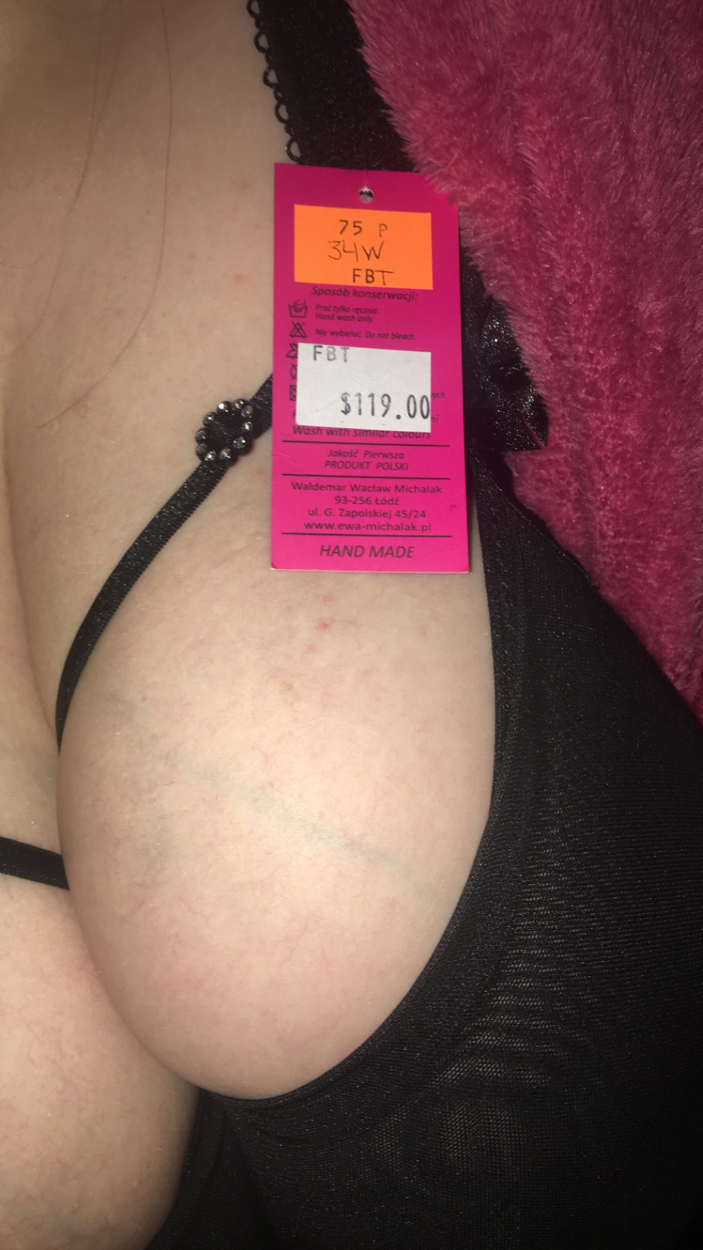 75 P
34W
FBT
Sposób konserwacji:
Prać tylko ręcznie.
Hand wash only
Nie wybielać. Do not bleach.
FBT
$119.00
Wash with similar colours
Jakość Pierwsza
PRODUKT POLSKI
Waldemar Wacław Michalak
93-256 Łódź
ul. G. Zapolskiej 45/24
www.ewa-michalak.pl
HAND MADE